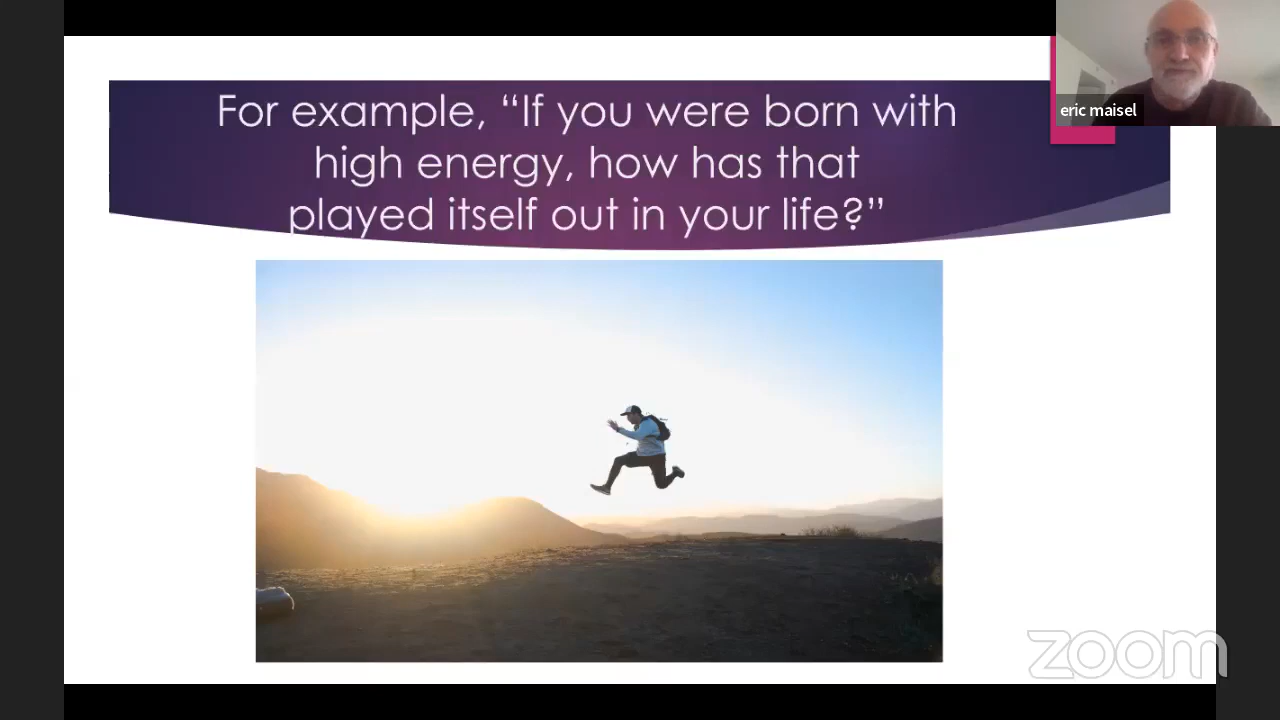 For example, “If you were born with
high energy, how has that
played itself out in your life?”
eric maisel
zoom